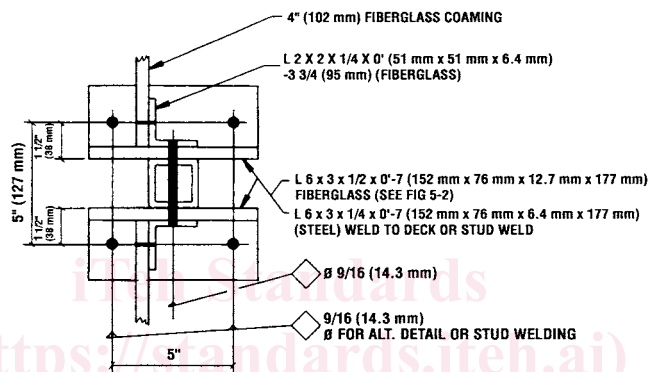 4" (102 mm) FIBERGLASS COAMING
L 2 X 2 X 1/4 X 0' (51 mm x 51 mm x 6.4 mm)
-3 3/4 (95 mm) (FIBERGLASS)
1 1/2"
(38 mm)
5" (127 mm)
1 1/2"
(38 mm)
L 6 x 3 x 1/2 x 0'-7 (152 mm x 76 mm x 12.7 mm x 177 mm)
FIBERGLASS (SEE FIG 5-2)
L 6 x 3 x 1/4 x 0'-7 (152 mm x 76 mm x 6.4 mm x 177 mm)
(STEEL) WELD TO DECK OR STUD WELD
Ø 9/16 (14.3 mm)
iTeh Standards
9/16 (14.3 mm)
Ø FOR ALT. DETAIL OR STUD WELDING
ttps://standards.iteh.ai)
5"